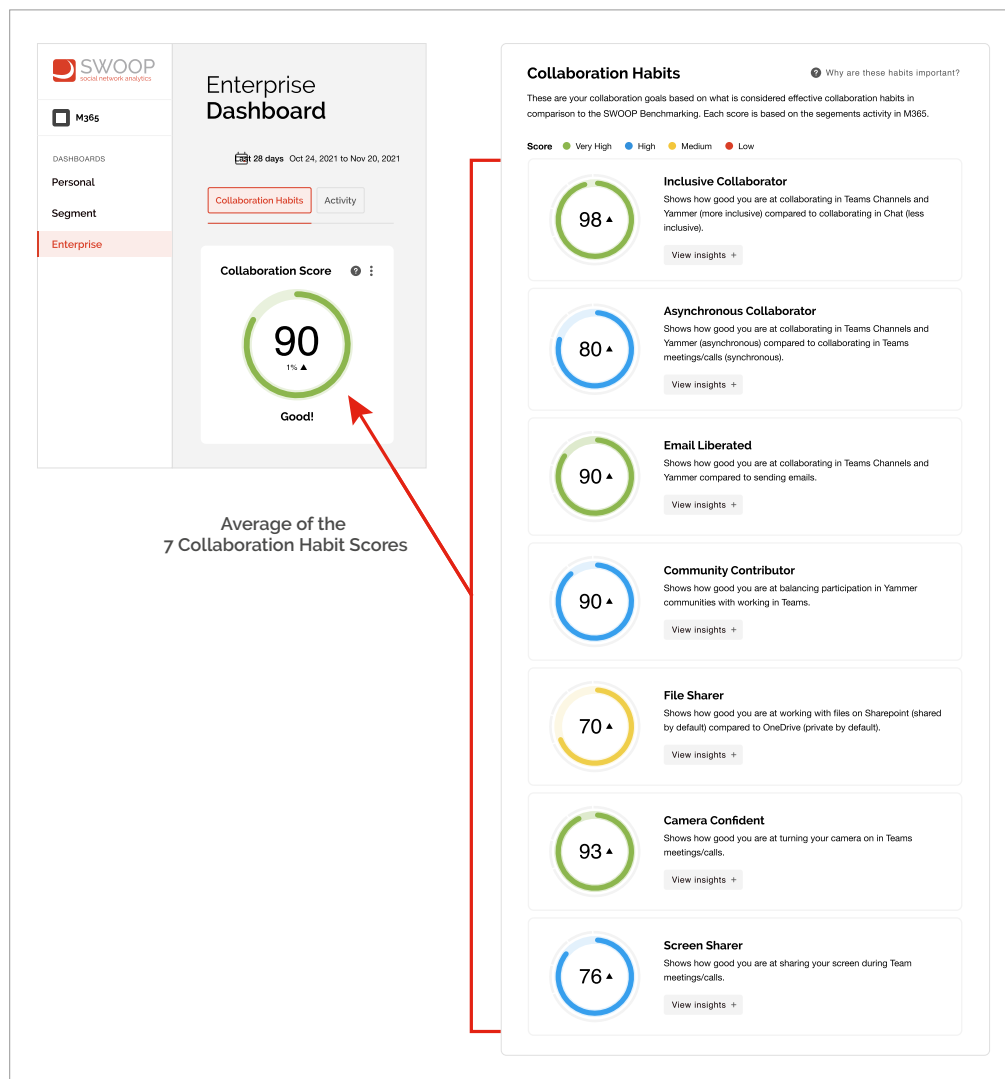 SWOOP
social network analytics
M365
DASHBOARDS
Personal
Segment
Enterprise
Enterprise
Dashboard
Last 28 days Oct 24, 2021 to Nov 20, 2021
Collaboration Habits
Activity
Collaboration Score ?
90
1% ▲
Good!
Average of the
7 Collaboration Habit Scores
Collaboration Habits
? Why are these habits important?
These are your collaboration goals based on what is considered effective collaboration habits in
comparison to the SWOOP Benchmarking. Each score is based on the segements activity in M365.
Score Very High High Medium Low
98 ▲
Inclusive Collaborator
Shows how good you are at collaborating in Teams Channels and
Yammer (more inclusive) compared to collaborating in Chat (less
inclusive).
View insights +
80 ▲
Asynchronous Collaborator
Shows how good you are at collaborating in Teams Channels and
Yammer (asynchronous) compared to collaborating in Teams
meetings/calls (synchronous).
View insights +
90 ▲
Email Liberated
Shows how good you are at collaborating in Teams Channels and
Yammer compared to sending emails.
View insights +
90 ▲
Community Contributor
Shows how good you are at balancing participation in Yammer
communities with working in Teams.
View insights +
70 ▲
File Sharer
Shows how good you are at working with files on Sharepoint (shared
by default) compared to OneDrive (private by default).
View insights +
93 ▲
Camera Confident
Shows how good you are at turning your camera on in Teams
meetings/calls.
View insights +
76 ▲
Screen Sharer
Shows how good you are at sharing your screen during Team
meetings/calls.
View insights +